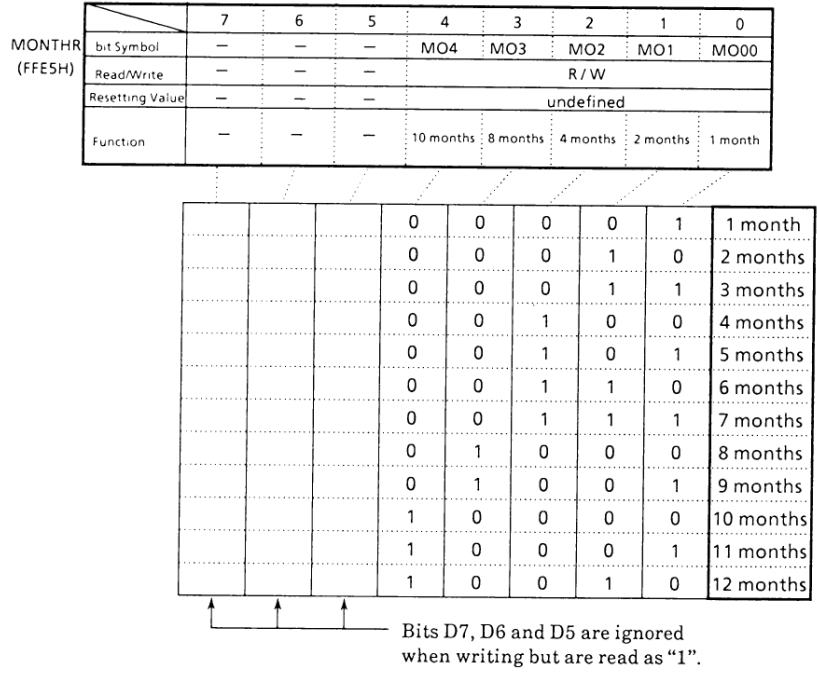 7 6 5 4 3 2 1 0
MONTHR bit Symbol — — — MO4 MO3 MO2 MO1 MO00
(FFE5H) Read/Write — — — R / W
Resetting Value — — — undefined
Function — — — 10 months 8 months 4 months 2 months 1 month
0 0 0 0 1 1 month
0 0 0 1 0 2 months
0 0 0 1 1 3 months
0 0 1 0 0 4 months
0 0 1 0 1 5 months
0 0 1 1 0 6 months
0 0 1 1 1 7 months
0 1 0 0 0 8 months
0 1 0 0 1 9 months
1 0 0 0 0 10 months
1 0 0 0 1 11 months
1 0 0 1 0 12 months
Bits D7, D6 and D5 are ignored
when writing but are read as “1”.